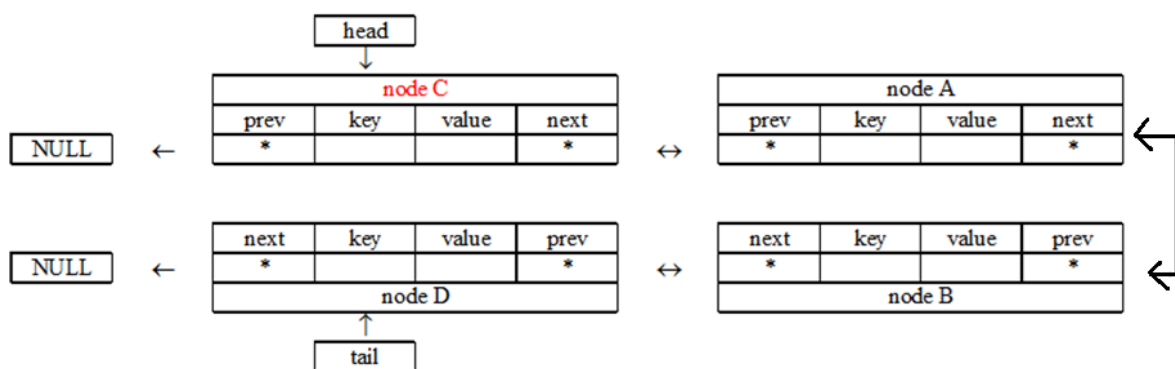 head
node C node A
prev key value next prev key value next
NULL ← * * ↔ * *
next key value prev next key value prev
NULL ← * * ↔ * *
node D node B
tail